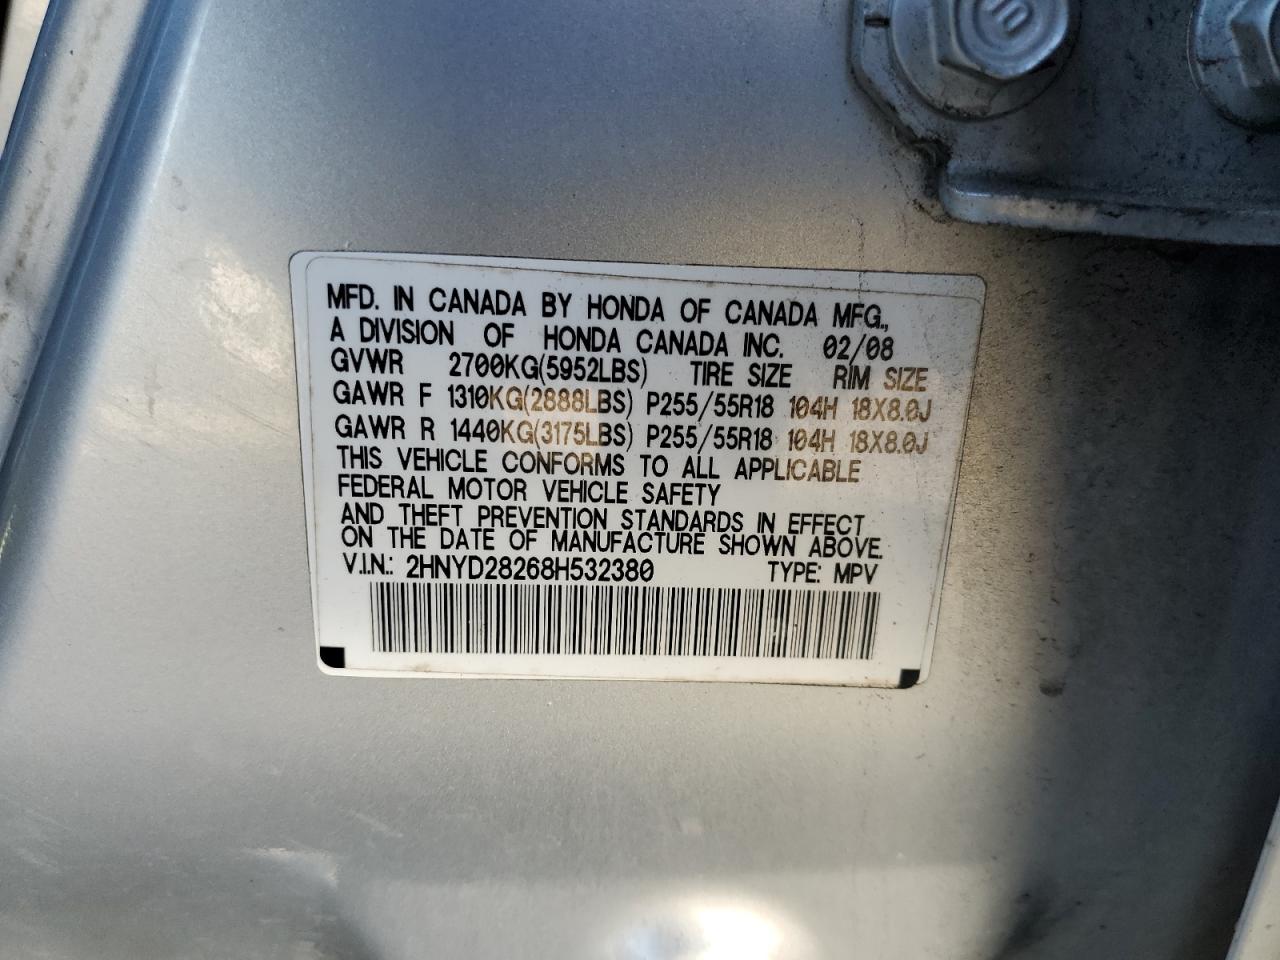 MFD. IN CANADA BY HONDA OF CANADA MFG.,
A DIVISION OF HONDA CANADA INC. 02/08
GVWR 2700KG(5952LBS) TIRE SIZE RIM SIZE
GAWR F 1310KG(2888LBS) P255/55R18 104H 18X8.0J
GAWR R 1440KG(3175LBS) P255/55R18 104H 18X8.0J
THIS VEHICLE CONFORMS TO ALL APPLICABLE
FEDERAL MOTOR VEHICLE SAFETY
AND THEFT PREVENTION STANDARDS IN EFFECT
ON THE DATE OF MANUFACTURE SHOWN ABOVE.
V.I.N.: 2HNYD28268H532380 TYPE: MPV